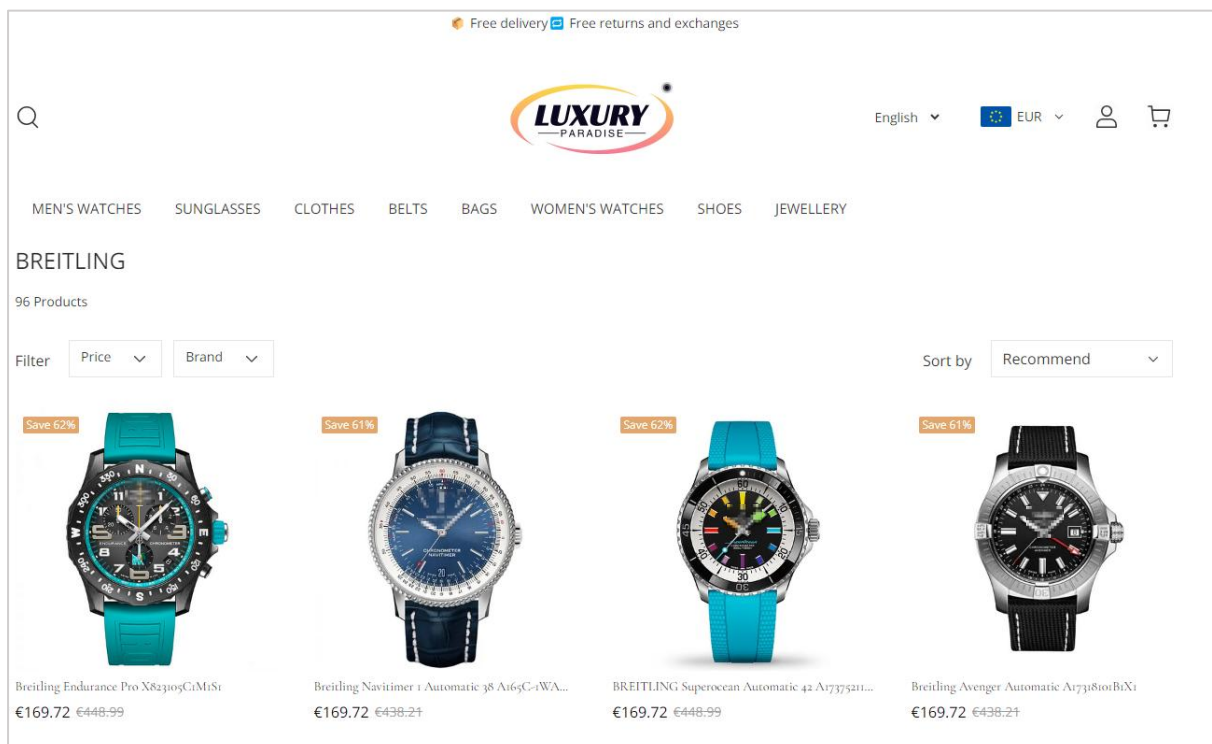 Free delivery Free returns and exchanges
LUXURY
PARADISE
English
EUR
MEN'S WATCHES SUNGLASSES CLOTHES BELTS BAGS WOMEN'S WATCHES SHOES JEWELLERY
BREITLING
96 Products
Filter Price Brand Sort by Recommend
Save 62% Save 61% Save 62% Save 61%
Breitling Endurance Pro X823105C1M1S1 Breitling Navitimer 1 Automatic 38 A165C-1WA... BREITLING Superocean Automatic 42 A17375211... Breitling Avenger Automatic A17318101B1X1
€169.72 €448.99 €169.72 €438.21 €169.72 €448.99 €169.72 €438.21